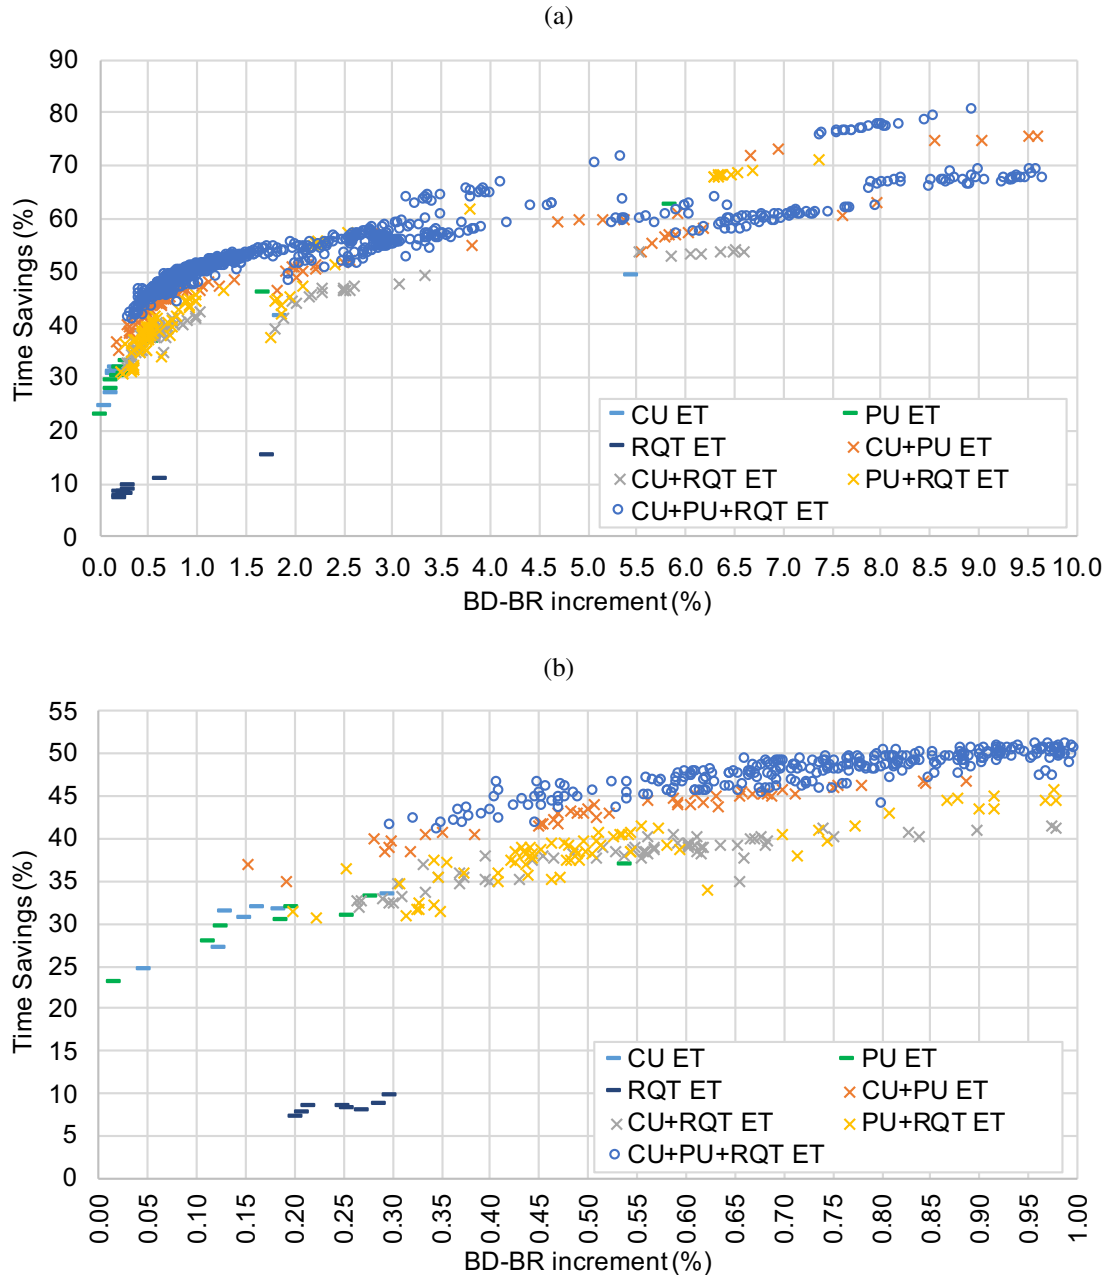 (a)
Time Savings (%)
90
80
70
60
50
40
30
20
10
0
CU ET
PU ET
RQT ET
CU+PU ET
CU+RQT ET
PU+RQT ET
CU+PU+RQT ET
0.0 0.5 1.0 1.5 2.0 2.5 3.0 3.5 4.0 4.5 5.0 5.5 6.0 6.5 7.0 7.5 8.0 8.5 9.0 9.5 10.0
BD-BR increment (%)
(b)
Time Savings (%)
55
50
45
40
35
30
25
20
15
10
5
0
CU ET
PU ET
RQT ET
CU+PU ET
CU+RQT ET
PU+RQT ET
CU+PU+RQT ET
0.00 0.05 0.10 0.15 0.20 0.25 0.30 0.35 0.40 0.45 0.50 0.55 0.60 0.65 0.70 0.75 0.80 0.85 0.90 0.95 1.00
BD-BR increment (%)